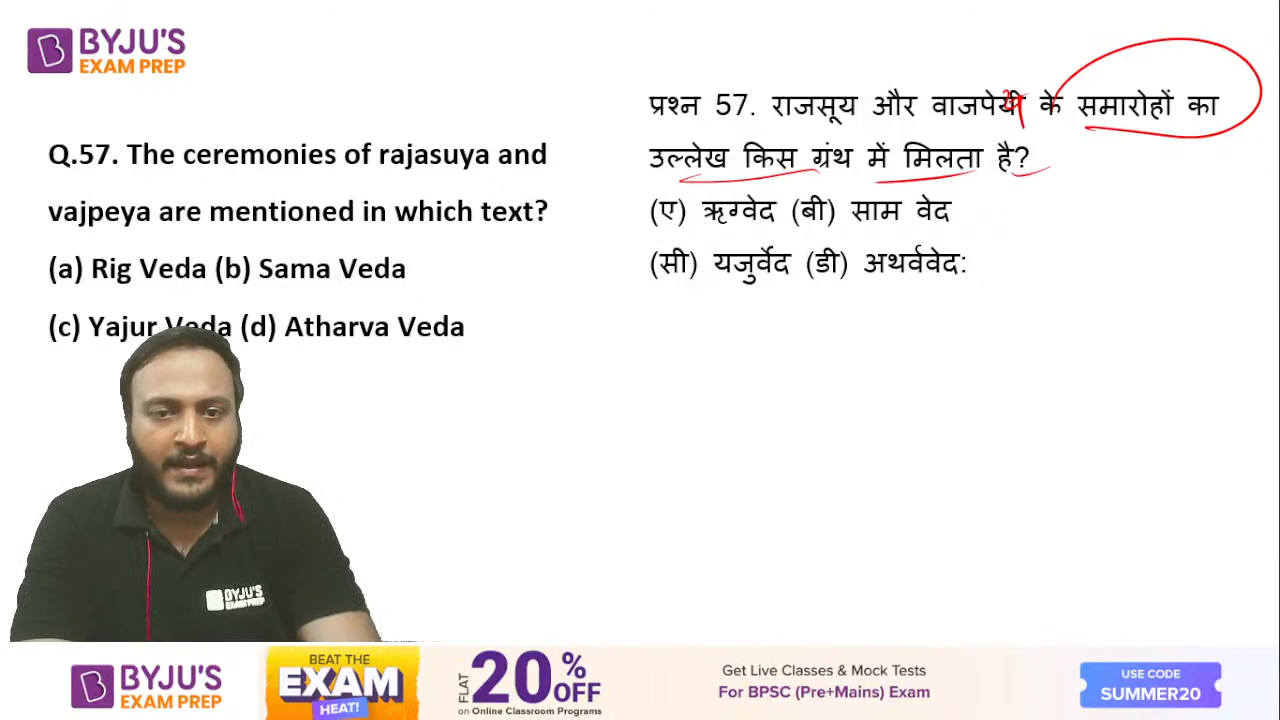 BYJU'S
EXAM PREP
Q.57. The ceremonies of rajasuya and
vajpeya are mentioned in which text?
(a) Rig Veda (b) Sama Veda
(c) Yajur Veda (d) Atharva Veda
प्रश्न 57. राजसूय और वाजपेयी के समारोहों का
उल्लेख किस ग्रंथ में मिलता है?
(ए) ऋग्वेद (बी) साम वेद
(सी) यजुर्वेद (डी) अथर्ववेद:
BYJU'S
EXAM PREP
BYJU'S
EXAM PREP
BEAT THE
EXAM
HEAT!
FLAT
20% OFF
on Online Classroom Programs
Get Live Classes & Mock Tests
For BPSC (Pre+Mains) Exam
USE CODE
SUMMER20